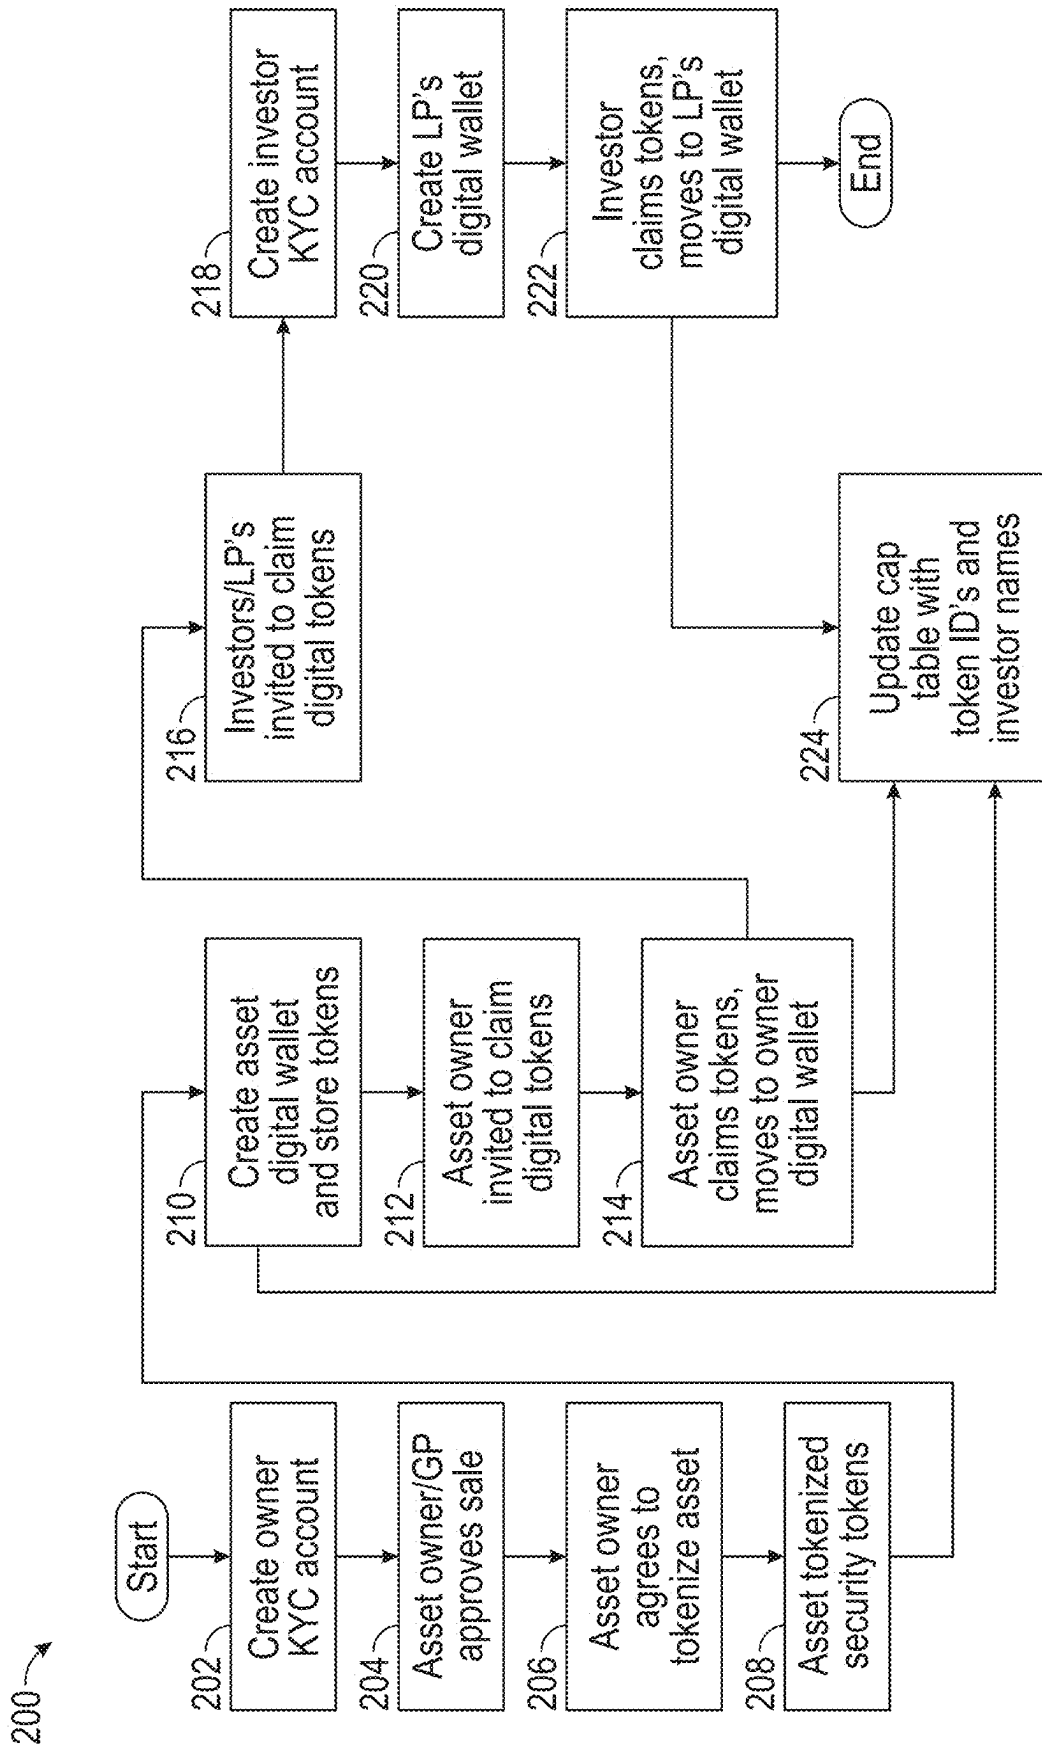 200
Start
202
Create owner
KYC account
204
Asset owner/GP
approves sale
206
Asset owner
agrees to
tokenize asset
208
Asset tokenized
security tokens
210
Create asset
digital wallet
and store tokens
212
Asset owner
invited to claim
digital tokens
214
Asset owner
claims tokens,
moves to owner
digital wallet
216
Investors/LP's
invited to claim
digital tokens
218
Create investor
KYC account
220
Create LP's
digital wallet
222
Investor
claims tokens,
moves to LP's
digital wallet
224
Update cap
table with
token ID's and
investor names
End